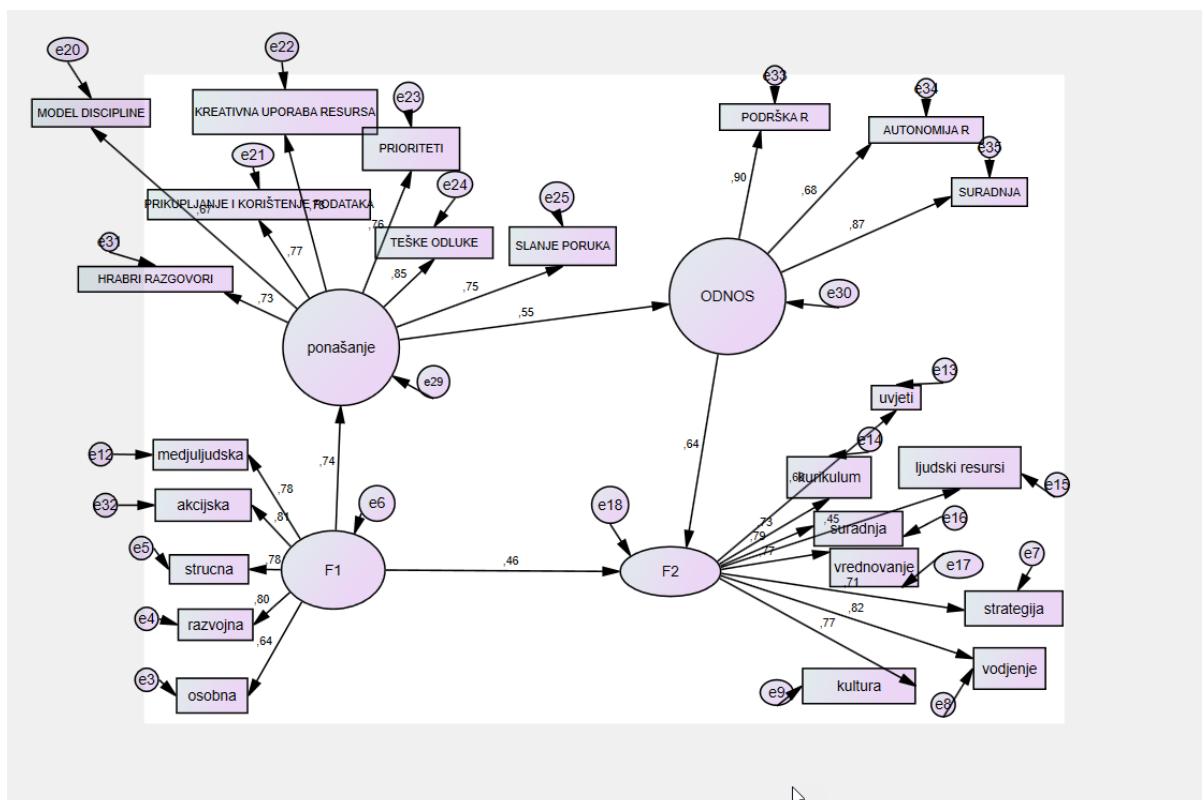 e20
e22
MODEL DISCIPLINE
KREATIVNA UPORABA RESURSA
e23
PRIORITETI
e21
PRIKUPLJANJE I KORIŠTENJE PODATAKA
,67
,76
e24
TEŠKE ODLUKE
e25
SLANJE PORUKA
e31
HRABRI RAZGOVORI
,77
,85
,75
,73
ponašanje
e29
,55
e33
PODRŠKA R
e34
AUTONOMIJA R
e35
SURADNJA
,90
,68
,87
ODNOS
e30
,74
,64
e12
medjuljudska
e32
akcijska
e5
strucna
e4
razvojna
e3
osobna
,78
,81
,78
,80
,64
F1
e6
,46
e18
F2
e13
uvjeti
e14
kurikulum
ljudski resursi
e15
,73
,45
suradnja
e16
,79
,77
vrednovanje
e17
e7
,71
strategija
,82
vodjenje
e8
,77
kultura
e9